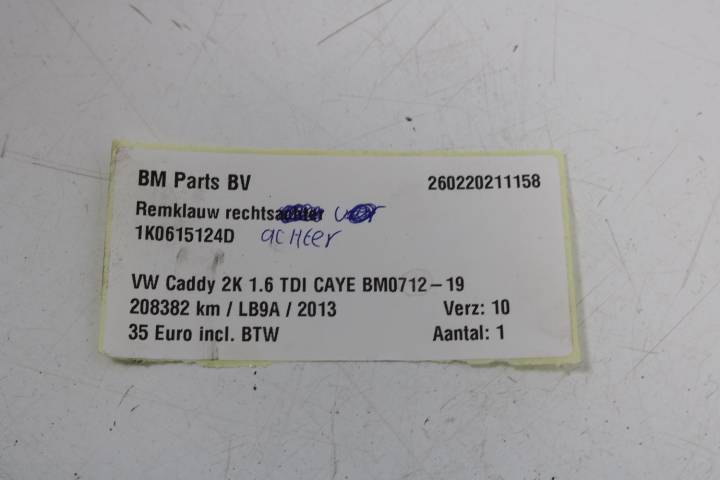 BM Parts BV 260220211158
Remklauw rechts
1K0615124D achter
VW Caddy 2K 1.6 TDI CAYE BM0712-19
208382 km / LB9A / 2013 Verz: 10
35 Euro incl. BTW Aantal: 1